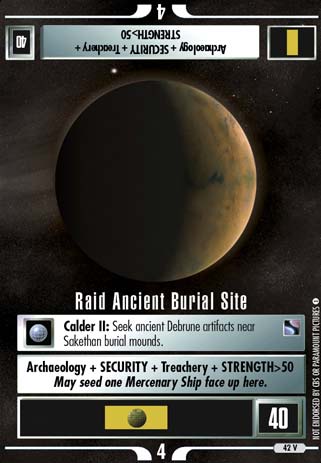 4
Archaeology + SECURITY + Treachery +
STRENGTH>50
40
Raid Ancient Burial Site
Calder II: Seek ancient Debrune artifacts near
Sakethan burial mounds.
Archaeology + SECURITY + Treachery + STRENGTH>50
May seed one Mercenary Ship face up here.
40
4
42 V
NOT ENDORSED BY CBS OR PARAMOUNT PICTURES